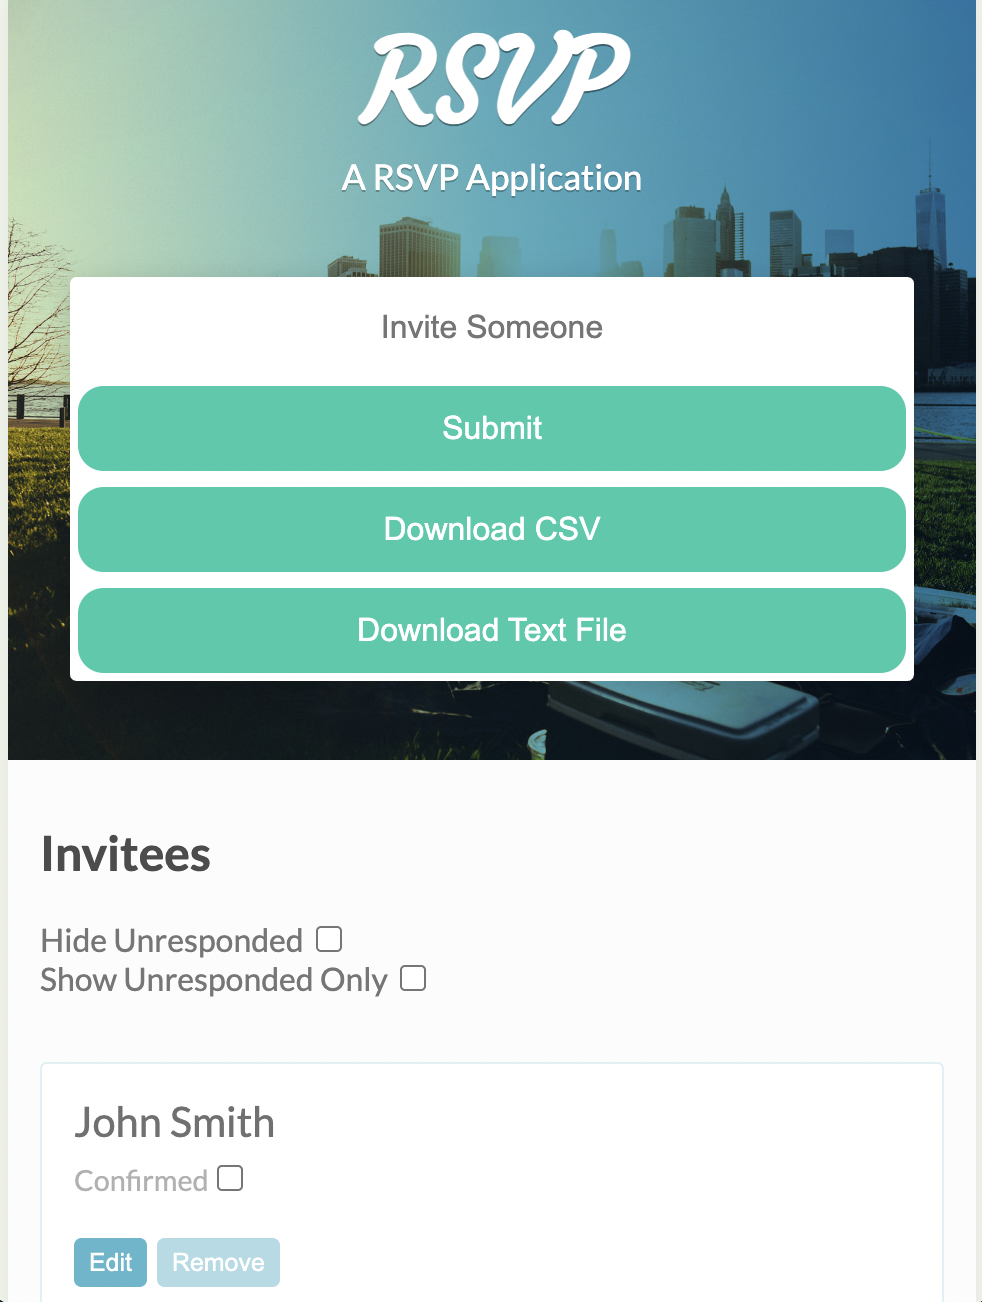 RSVP
A RSVP Application
Invite Someone
Submit
Download CSV
Download Text File
Invitees
Hide Unresponded
Show Unresponded Only
John Smith
Confirmed
Edit Remove